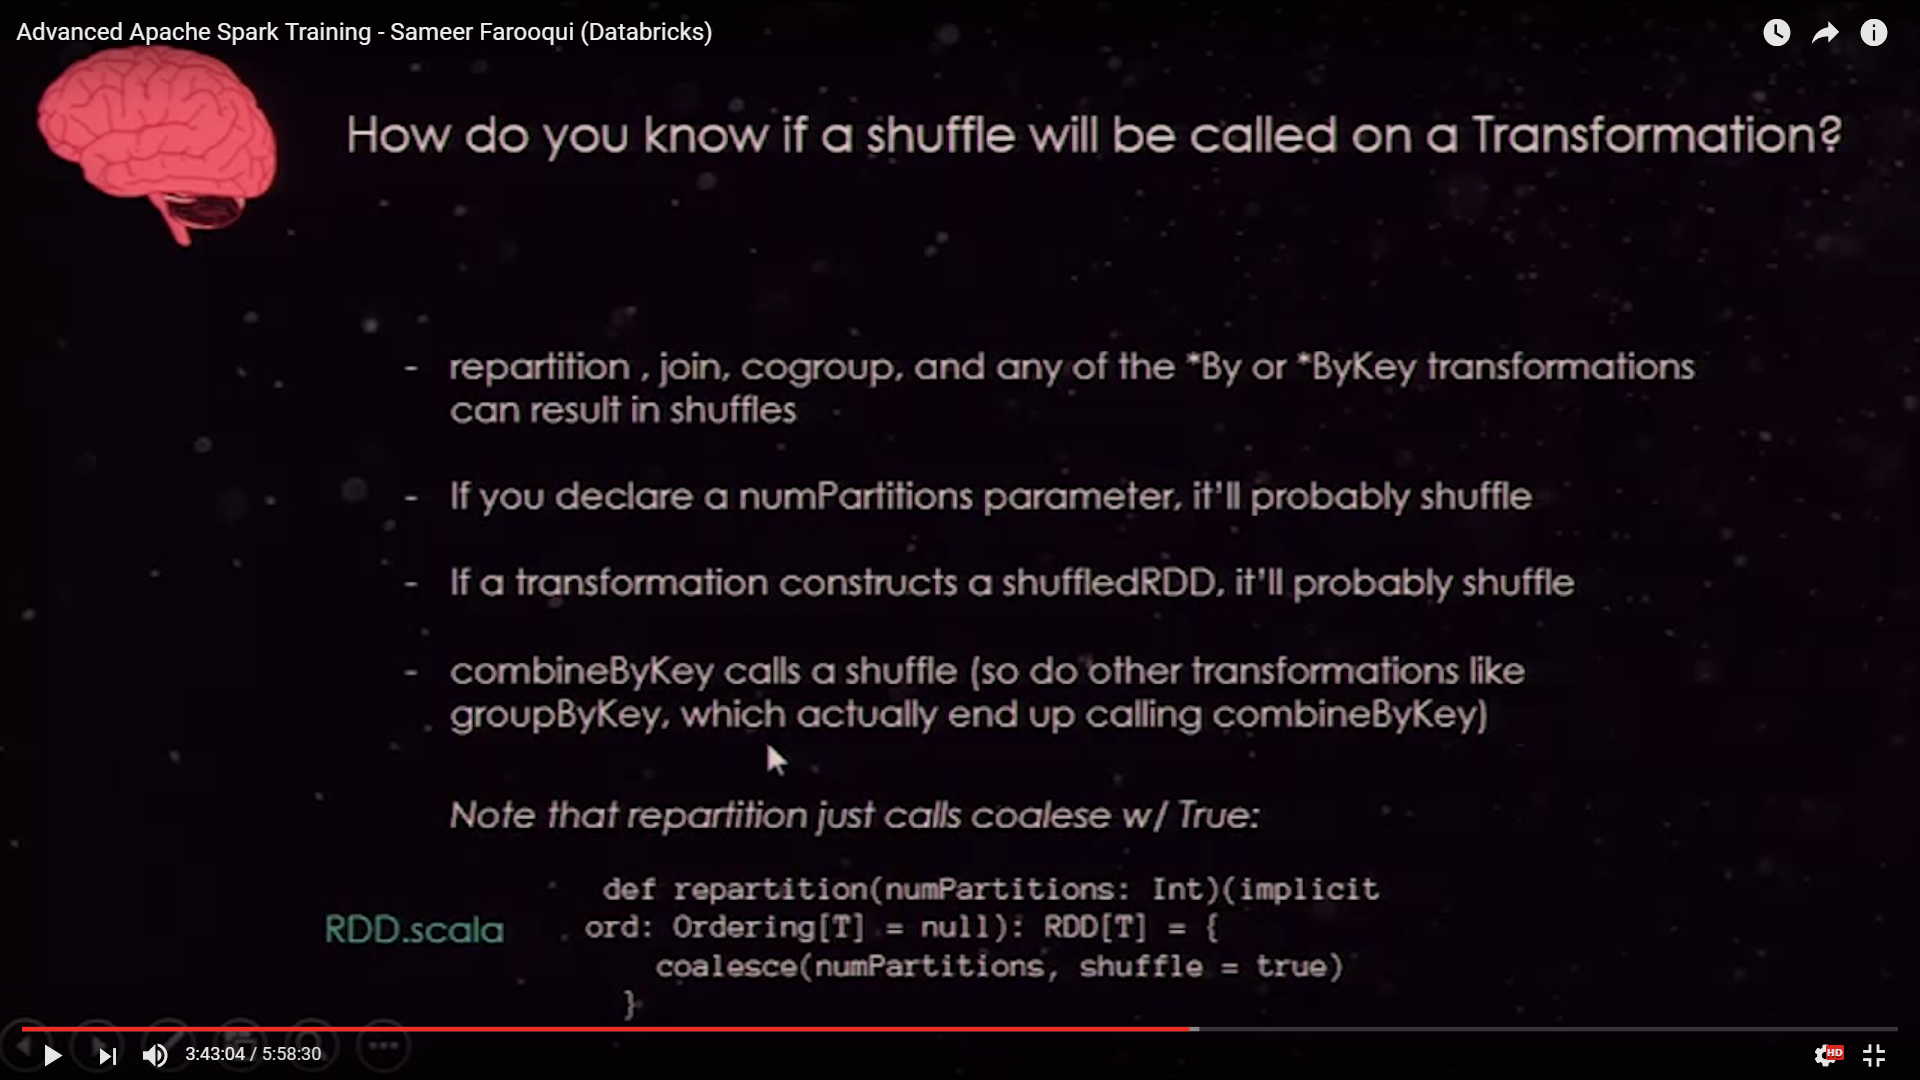 Advanced Apache Spark Training - Sameer Farooqui (Databricks)
How do you know if a shuffle will be called on a Transformation?
- repartition , join, cogroup, and any of the *By or *ByKey transformations
can result in shuffles
- If you declare a numPartitions parameter, it'll probably shuffle
- If a transformation constructs a shuffledRDD, it'll probably shuffle
- combineByKey calls a shuffle (so do other transformations like
groupByKey, which actually end up calling combineByKey)
Note that repartition just calls coalese w/ True:
RDD.scala
def repartition(numPartitions: Int)(implicit
ord: Ordering[T] = null): RDD[T] = {
coalesce(numPartitions, shuffle = true)
}
3:43:04 / 5:58:30
HD